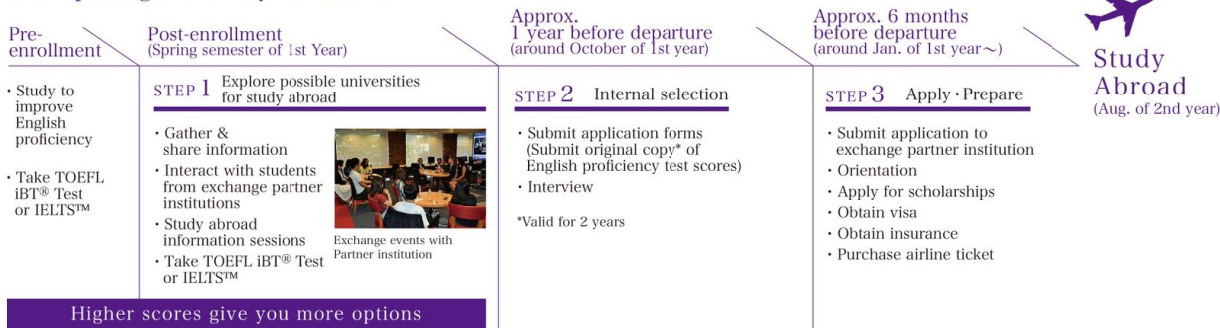 Pre-
enrollment
・Study to
improve
English
proficiency
・Take TOEFL
iBT® Test
or IELTS™
Post-enrollment
(Spring semester of 1st Year)
STEP 1 Explore possible universities
for study abroad
・Gather &
share information
・Interact with students
from exchange partner
institutions
・Study abroad
information sessions
・Take TOEFL iBT® Test
or IELTS™
Exchange events with
Partner institution
Higher scores give you more options
Approx.
1 year before departure
(around October of 1st year)
STEP 2 Internal selection
・Submit application forms
(Submit original copy* of
English proficiency test scores)
・Interview
*Valid for 2 years
Approx. 6 months
before departure
(around Jan. of 1st year～)
STEP 3 Apply・Prepare
・Submit application to
exchange partner institution
・Orientation
・Apply for scholarships
・Obtain visa
・Obtain insurance
・Purchase airline ticket
Study
Abroad
(Aug. of 2nd year)